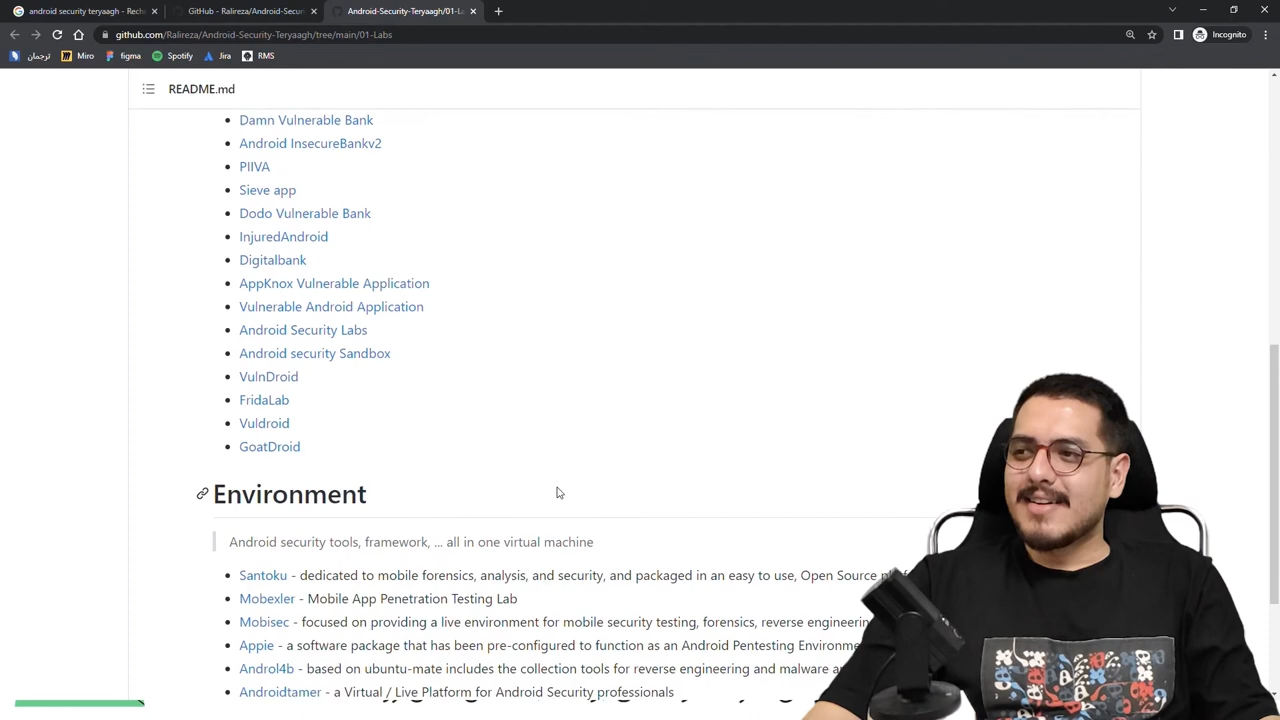 android security teryaagh - Rech
GitHub - Ralireza/Android-Securi
Android-Security-Teryaagh/01-La
github.com/Ralireza/Android-Security-Teryaagh/tree/main/01-Labs
Incognito
ترجمان
Miro
figma
Spotify
Jira
RMS
README.md
Damn Vulnerable Bank
Android InsecureBankv2
PIIVA
Sieve app
Dodo Vulnerable Bank
InjuredAndroid
Digitalbank
AppKnox Vulnerable Application
Vulnerable Android Application
Android Security Labs
Android security Sandbox
VulnDroid
FridaLab
Vuldroid
GoatDroid
Environment
Android security tools, framework, ... all in one virtual machine
Santoku - dedicated to mobile forensics, analysis, and security, and packaged in an easy to use, Open Source
Mobexler - Mobile App Penetration Testing Lab
Mobisec - focused on providing a live environment for mobile security testing, forensics, reverse engineerin
Appie - a software package that has been pre-configured to function as an Android Pentesting Environme
Androl4b - based on ubuntu-mate includes the collection tools for reverse engineering and malware
Androidtamer - a Virtual / Live Platform for Android Security professionals